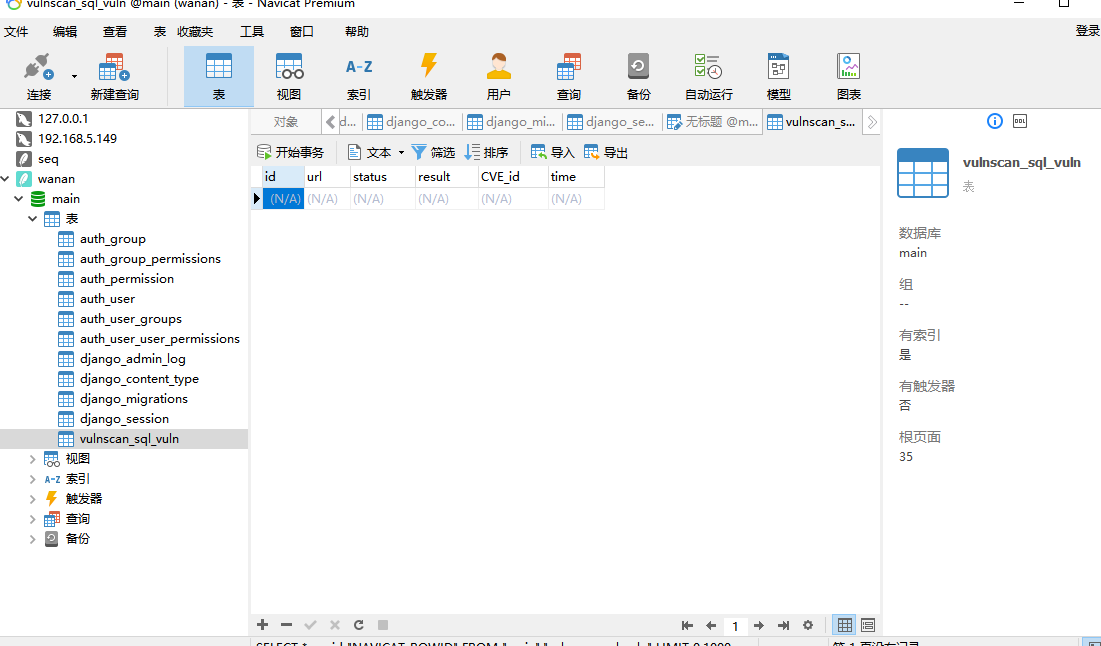 vulnscan_sql_vuln @main (wanan) - 表 - Navicat Premium
文件 编辑 查看 表 收藏夹 工具 窗口 帮助 登录
连接 新建查询 表 视图 索引 触发器 用户 查询 备份 自动运行 模型 图表
A-Z
127.0.0.1
192.168.5.149
seq
wanan
main
表
auth_group
auth_group_permissions
auth_permission
auth_user
auth_user_groups
auth_user_user_permissions
django_admin_log
django_content_type
django_migrations
django_session
vulnscan_sql_vuln
视图
A-Z 索引
触发器
查询
备份
对象 d... django_co... django_mi... django_se... 无标题 @m... vulnscan_s...
开始事务 文本 筛选 排序 导入 导出
id url status result CVE_id time
(N/A) (N/A) (N/A) (N/A) (N/A) (N/A)
1
DDL
vulnscan_sql_vuln
表
数据库
main
组
--
有索引
是
有触发器
否
根页面
35